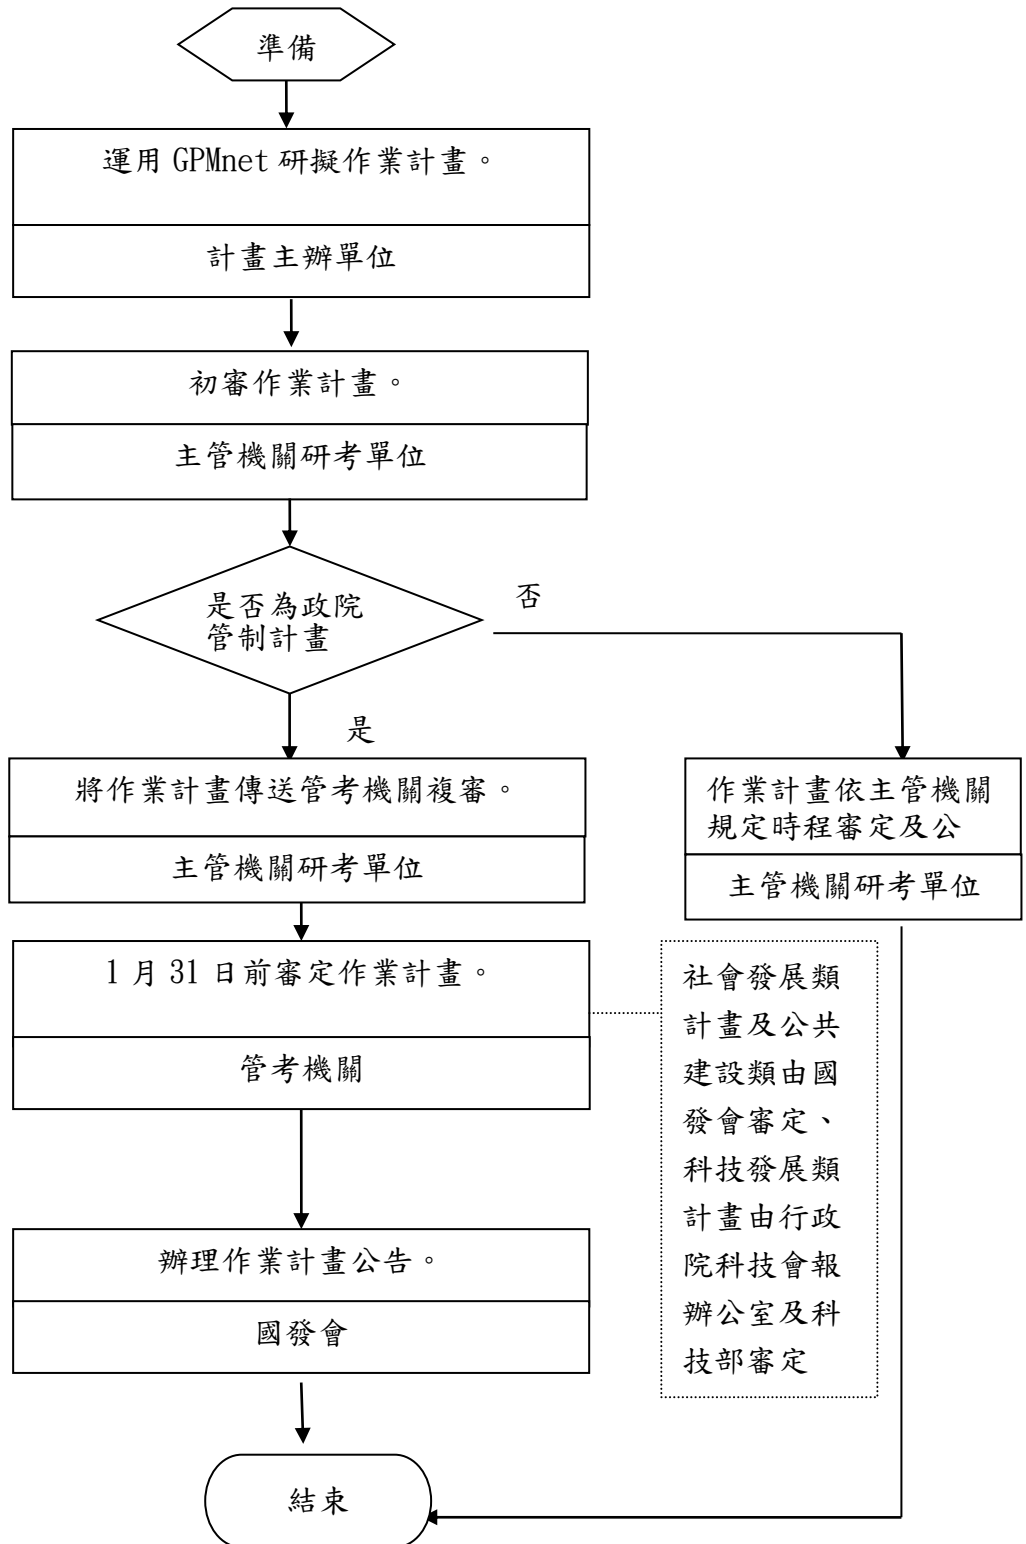 準備
運用 GPMnet 研擬作業計畫。
計畫主辦單位
初審作業計畫。
主管機關研考單位
是否為政院
管制計畫
否
是
將作業計畫傳送管考機關複審。
主管機關研考單位
作業計畫依主管機關
規定時程審定及公
主管機關研考單位
1 月 31 日前審定作業計畫。
管考機關
社會發展類
計畫及公共
建設類由國
發會審定、
科技發展類
計畫由行政
院科技會報
辦公室及科
技部審定
辦理作業計畫公告。
國發會
結束